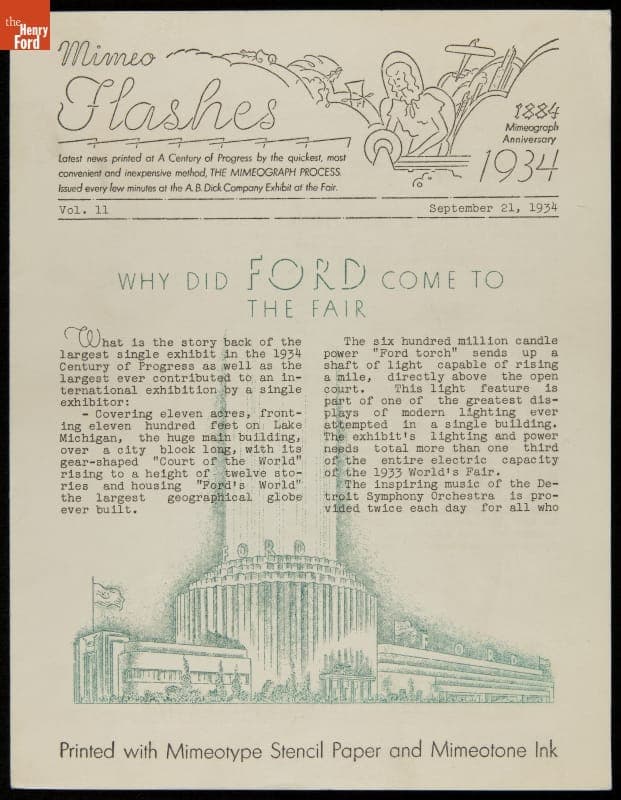 the
Henry
Ford
Mimeo
Flashes
1884
Mimeograph
Anniversary
1934
Latest news printed at A Century of Progress by the quickest, most
convenient and inexpensive method, THE MIMEOGRAPH PROCESS.
Issued every few minutes at the A. B. Dick Company Exhibit at the Fair.
Vol. 11
September 21, 1934
WHY DID FORD COME TO
THE FAIR
What is the story back of the
largest single exhibit in the 1934
Century of Progress as well as the
largest ever contributed to an in-
ternational exhibition by a single
exhibitor:
- Covering eleven acres, front-
ing eleven hundred feet on Lake
Michigan, the huge main building,
over a city block long, with its
gear-shaped "Court of the World"
rising to a height of twelve sto-
ries and housing "Ford's World"
the largest geographical globe
ever built.
The six hundred million candle
power "Ford torch" sends up a
shaft of light capable of rising
a mile, directly above the open
court. This light feature is
part of one of the greatest dis-
plays of modern lighting ever
attempted in a single building.
The exhibit's lighting and power
needs total more than one third
of the entire electric capacity
of the 1933 World's Fair.
The inspiring music of the De-
troit Symphony Orchestra is pro-
vided twice each day for all who
FORD
FORD
Printed with Mimeotype Stencil Paper and Mimeotone Ink